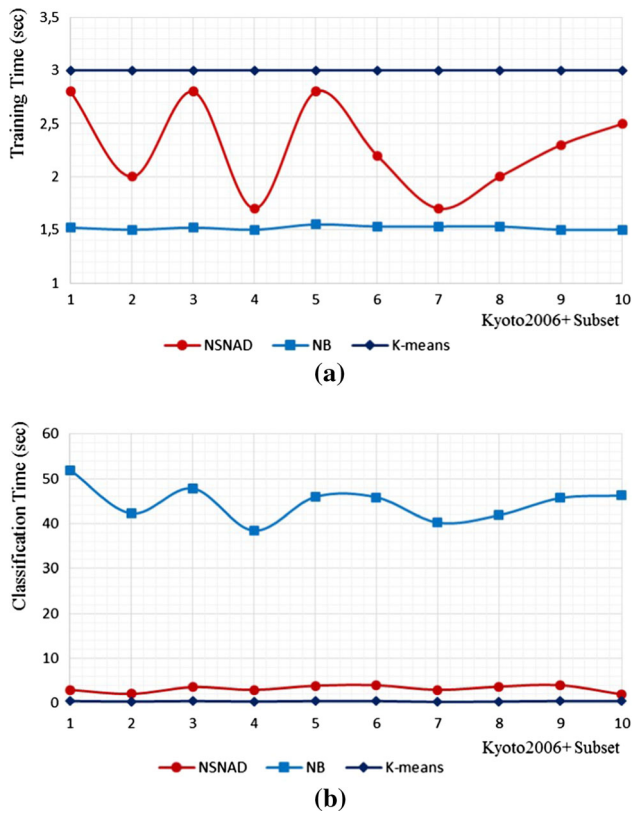 Training Time (sec)
3,5
3
2,5
2
1,5
1
1 2 3 4 5 6 7 8 9 10
Kyoto2006+ Subset
NSNAD NB K-means
(a)
Classification Time (sec)
60
50
40
30
20
10
0
1 2 3 4 5 6 7 8 9 10
Kyoto2006+ Subset
NSNAD NB K-means
(b)